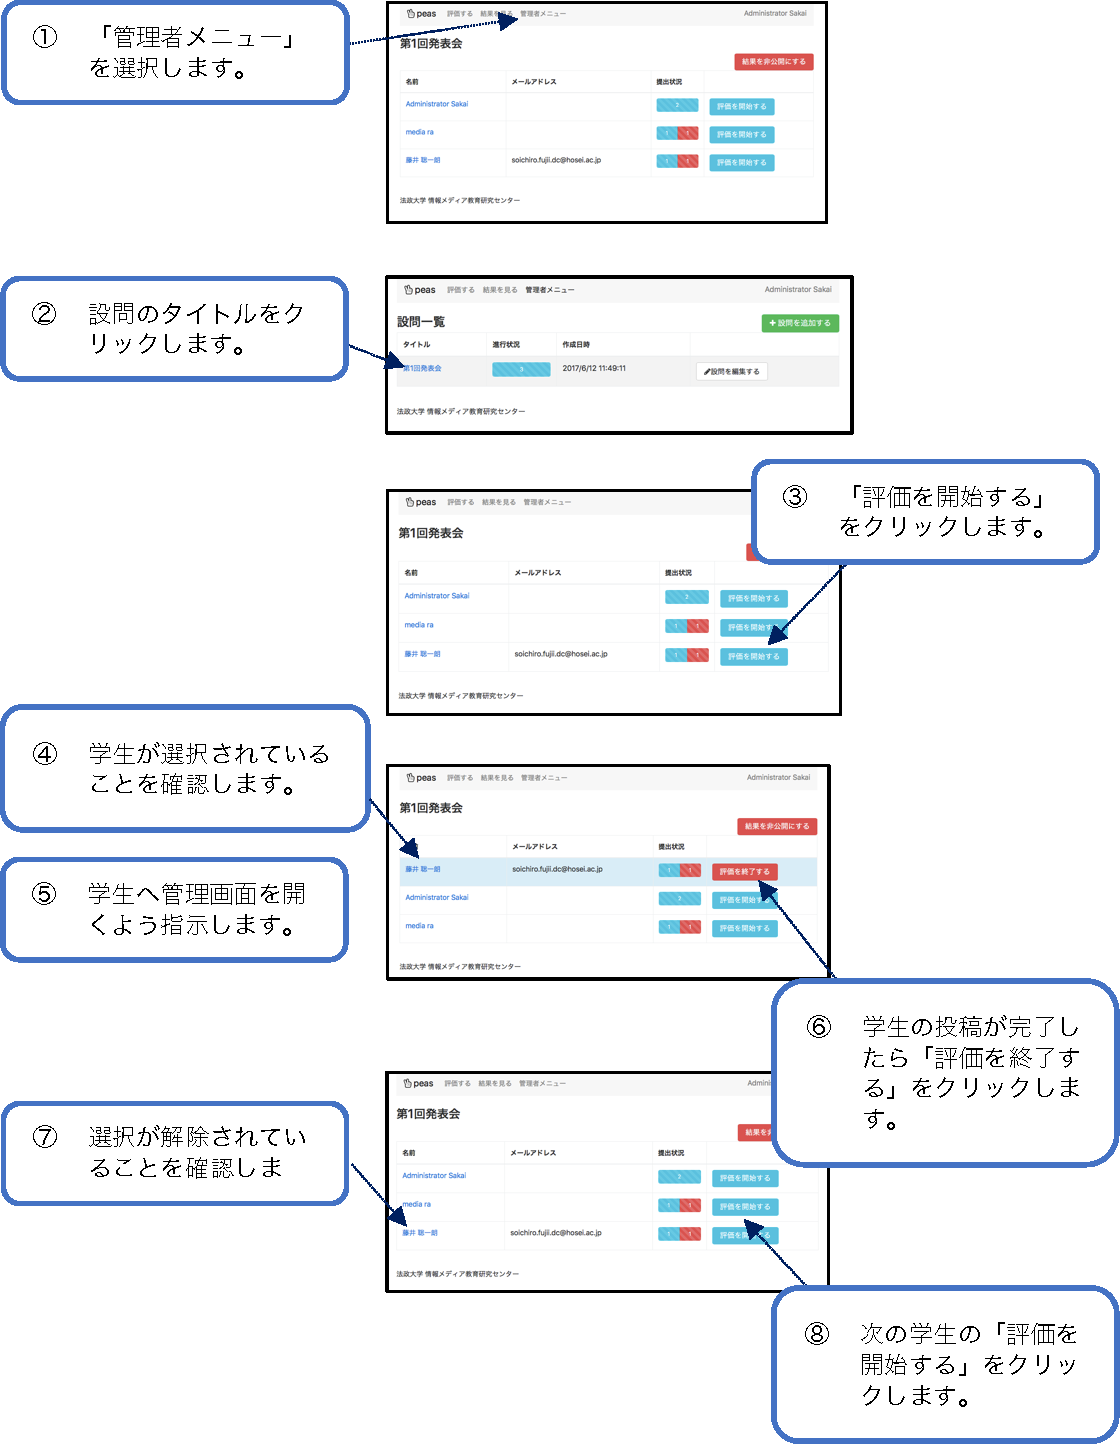 ① 「管理者メニュー」
を選択します。
peas 評価する 結果を見る 管理者メニュー Administrator Sakai
第1回発表会
結果を非公開にする
名前 メールアドレス 提出状況
Administrator Sakai 2 評価を開始する
media ra 1 1 評価を開始する
藤井 聡一朗 soichiro.fujii.dc@hosei.ac.jp 1 1 評価を開始する
法政大学 情報メディア教育研究センター
② 設問のタイトルをク
リックします。
peas 評価する 結果を見る 管理者メニュー Administrator Sakai
設問一覧 +設問を追加する
タイトル 進行状況 作成日時
第1回発表会 3 2017/6/12 11:49:11 設問を編集する
法政大学 情報メディア教育研究センター
③ 「評価を開始する」
をクリックします。
peas 評価する 結果を見る 管理者メニュー
第1回発表会
名前 メールアドレス 提出状況
Administrator Sakai 2 評価を開始する
media ra 1 1 評価を開始する
藤井 聡一朗 soichiro.fujii.dc@hosei.ac.jp 1 1 評価を開始する
法政大学 情報メディア教育研究センター
④ 学生が選択されている
ことを確認します。
⑤ 学生へ管理画面を開
くよう指示します。
peas 評価する 結果を見る 管理者メニュー Administrator Sakai
第1回発表会
結果を非公開にする
メールアドレス 提出状況
藤井 聡一朗 soichiro.fujii.dc@hosei.ac.jp 1 1 評価を終了する
Administrator Sakai 2 評価を開始する
media ra 1 1 評価を開始する
法政大学 情報メディア教育研究センター
⑥ 学生の投稿が完了し
たら「評価を終了す
る」をクリックしま
す。
⑦ 選択が解除されてい
ることを確認しま
peas 評価する 結果を見る 管理者メニュー Admin
第1回発表会
結果を
名前 メールアドレス 提出状況
Administrator Sakai 2 評価を開始する
media ra 1 1 評価を開始する
藤井 聡一朗 soichiro.fujii.dc@hosei.ac.jp 1 1 評価を開始する
法政大学 情報メディア教育研究センター
⑧ 次の学生の「評価を
開始する」をクリッ
クします。